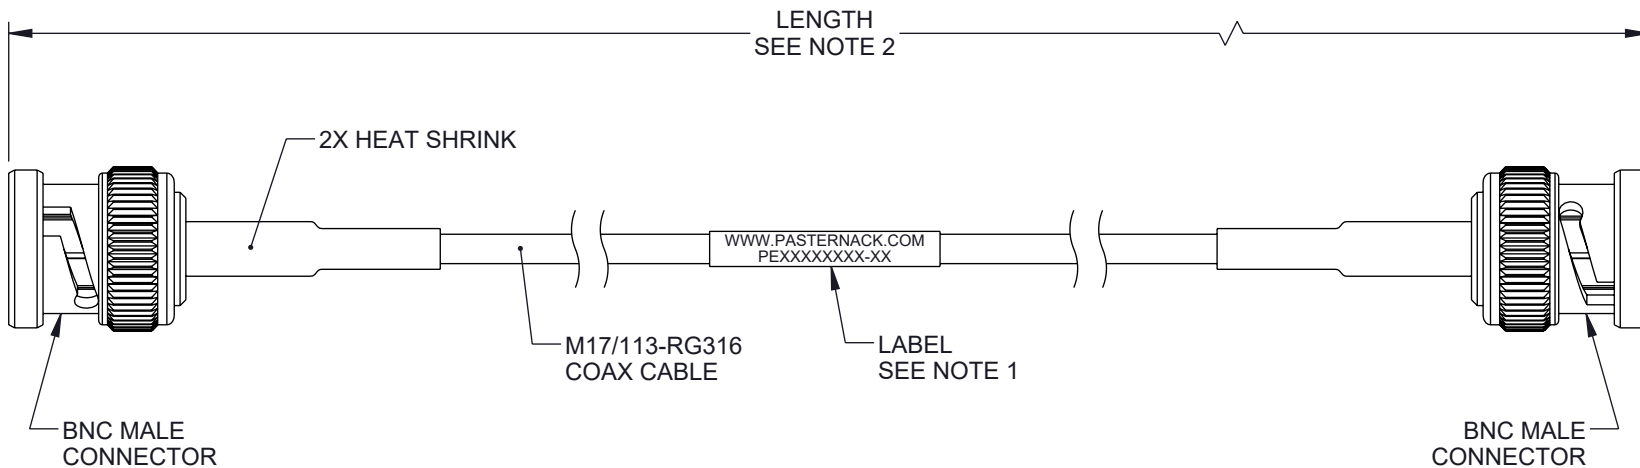 LENGTH
SEE NOTE 2
2X HEAT SHRINK
WWW.PASTERNACK.COM
PEXXXXXXXX-XX
M17/113-RG316
COAX CABLE
LABEL
SEE NOTE 1
BNC MALE
CONNECTOR
BNC MALE
CONNECTOR